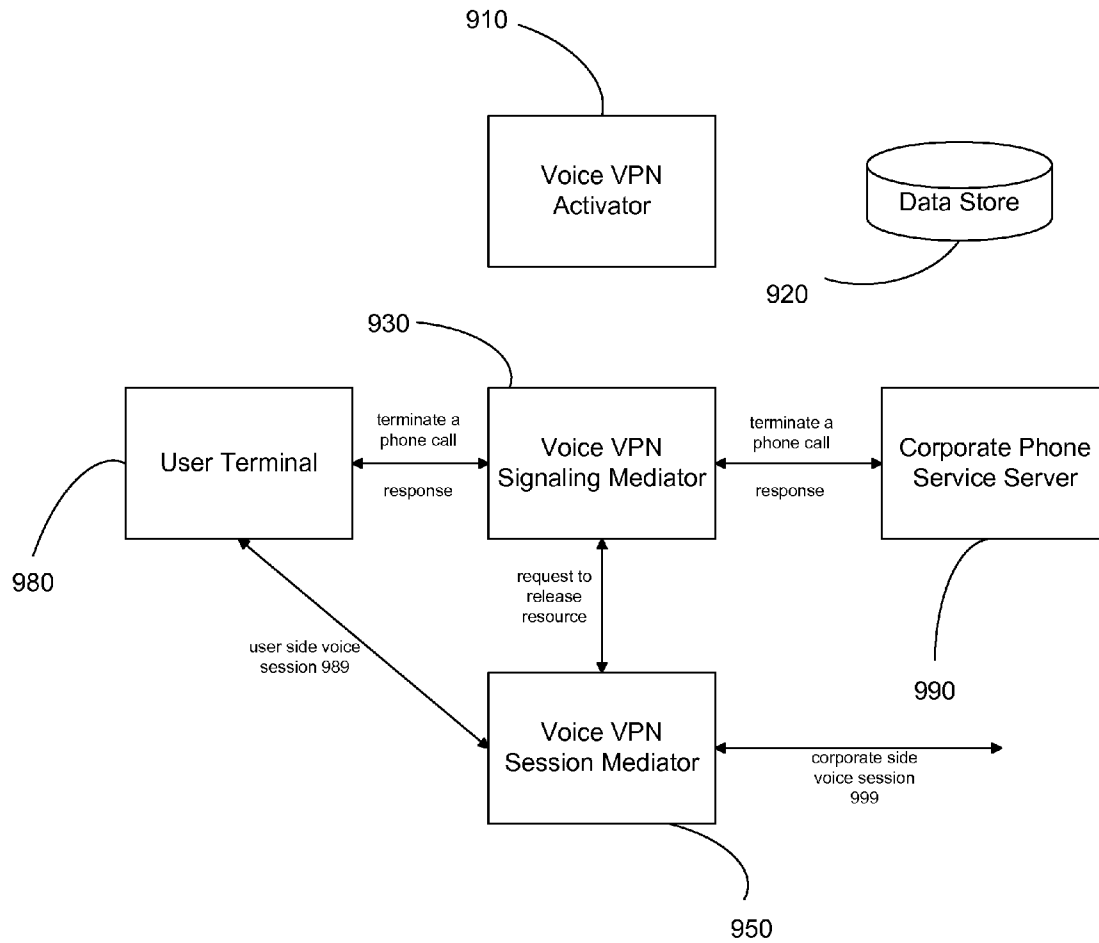 910
Voice VPN
Activator
Data Store
920
930
User Terminal
terminate a
phone call
response
Voice VPN
Signaling Mediator
terminate a
phone call
response
Corporate Phone
Service Server
980
request to
release
resource
user side voice
session 989
990
Voice VPN
Session Mediator
corporate side
voice session
999
950